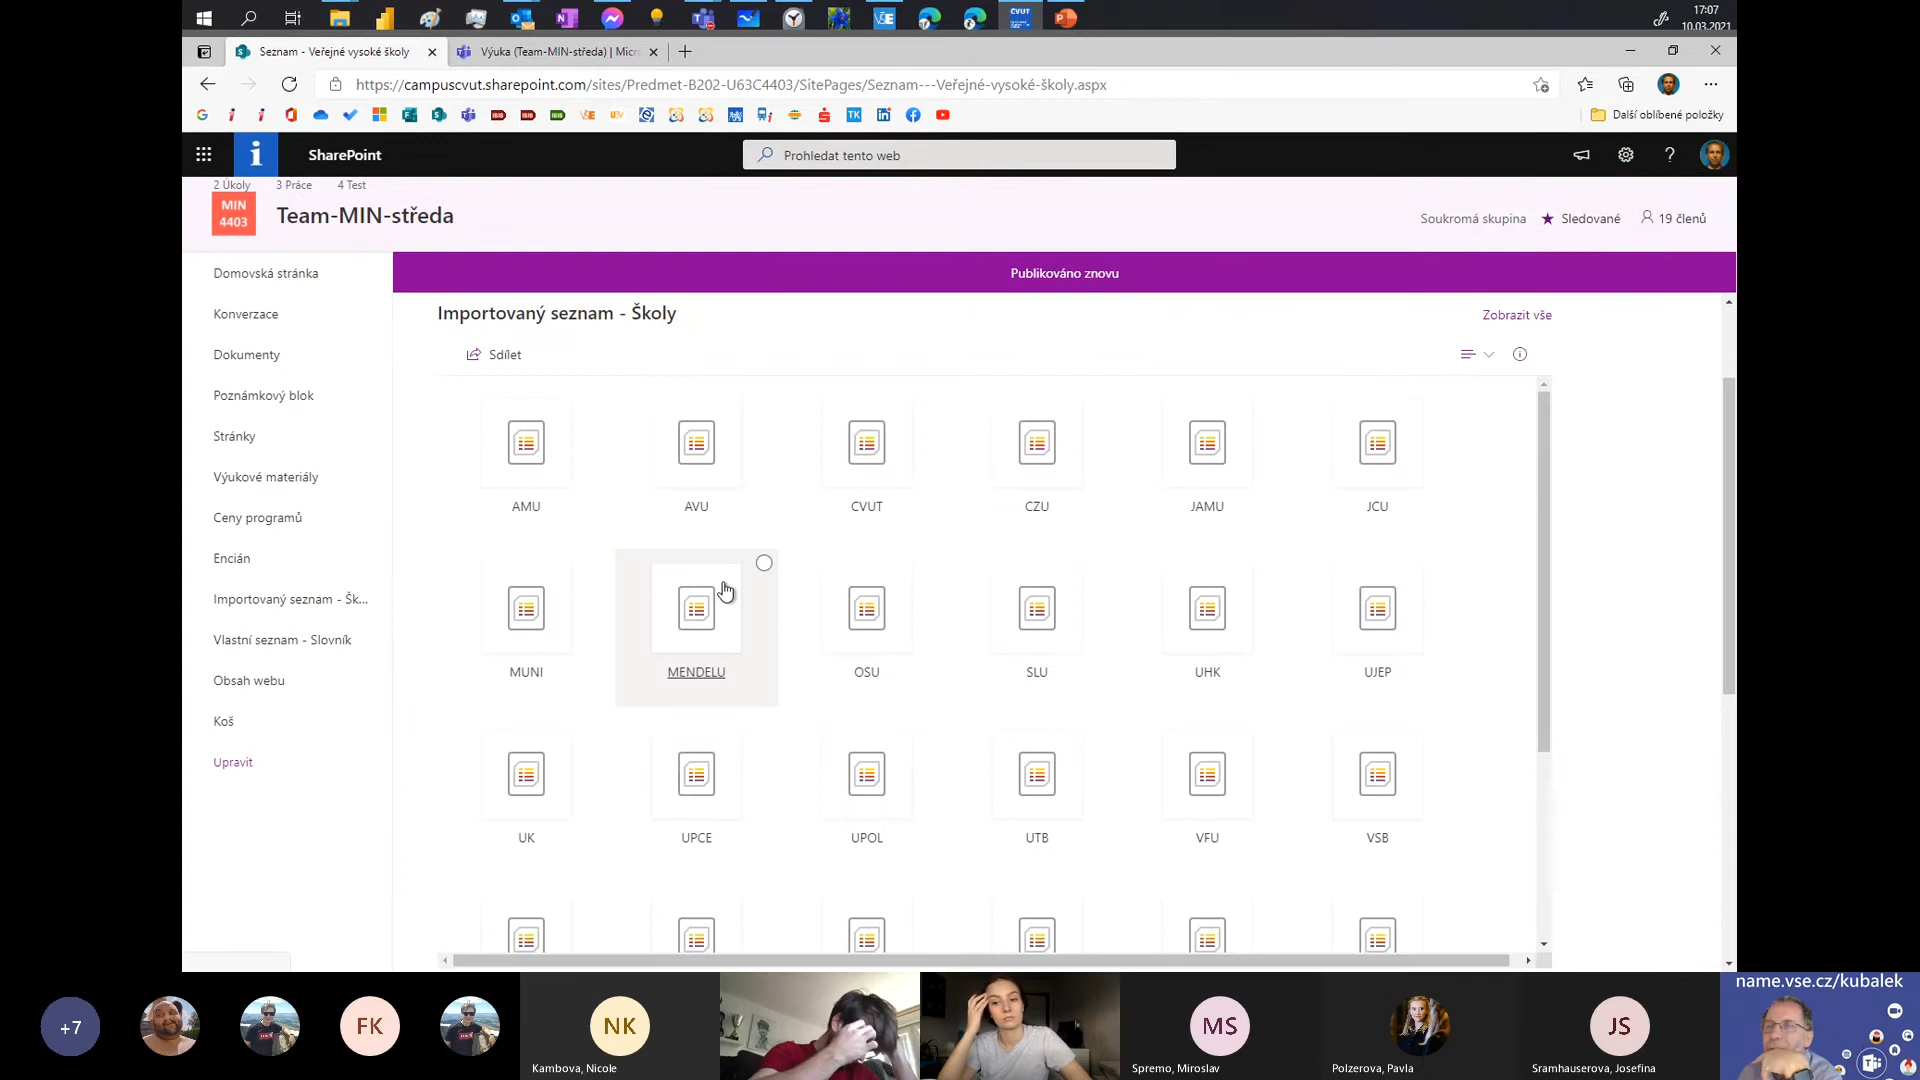 17:07
10.03.2021
Seznam - Veřejné vysoké školy
Výuka (Team-MIN-středa) | Micr
https://campuscvut.sharepoint.com/sites/Predmet-B202-U63C4403/SitePages/Seznam---Veřejné-vysoké-školy.aspx
Další oblíbené položky
SharePoint
Prohledat tento web
2 Úkoly 3 Práce 4 Test
MIN
4403
Team-MIN-středa
Soukromá skupina
Sledované
19 členů
Publikováno znovu
Domovská stránka
Konverzace
Dokumenty
Poznámkový blok
Stránky
Výukové materiály
Ceny programů
Encián
Importovaný seznam - Šk...
Vlastní seznam - Slovník
Obsah webu
Koš
Upravit
Importovaný seznam - Školy
Zobrazit vše
Sdílet
AMU AVU CVUT CZU JAMU JCU
MUNI MENDELU OSU SLU UHK UJEP
UK UPCE UPOL UTB VFU VSB
+7
FK
NK
Kambova, Nicole
MS
Spremo, Miroslav
Polzerova, Pavla
JS
Sramhauserova, Josefina
name.vse.cz/kubalek